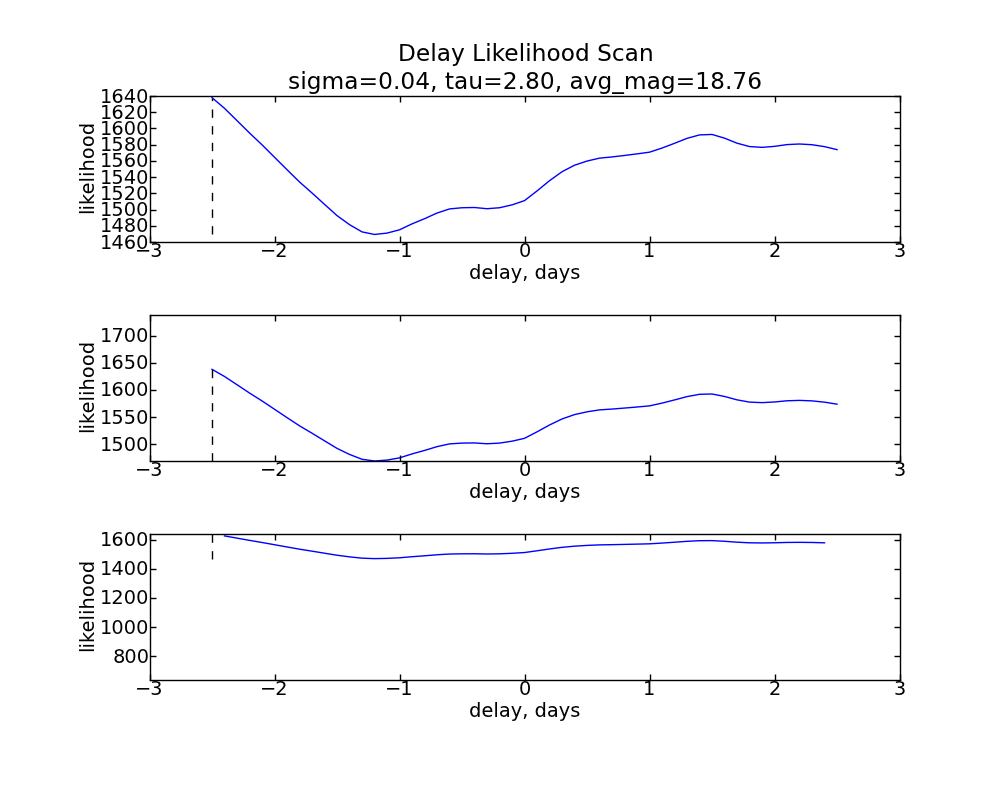 Delay Likelihood Scan
sigma=0.04, tau=2.80, avg_mag=18.76
1640
1620
1600
1580
1560
1540
1520
1500
1480
1460
likelihood
−3 −2 −1 0 1 2 3
delay, days
1700
1650
1600
1550
1500
likelihood
−3 −2 −1 0 1 2 3
delay, days
1600
1400
1200
1000
800
likelihood
−3 −2 −1 0 1 2 3
delay, days